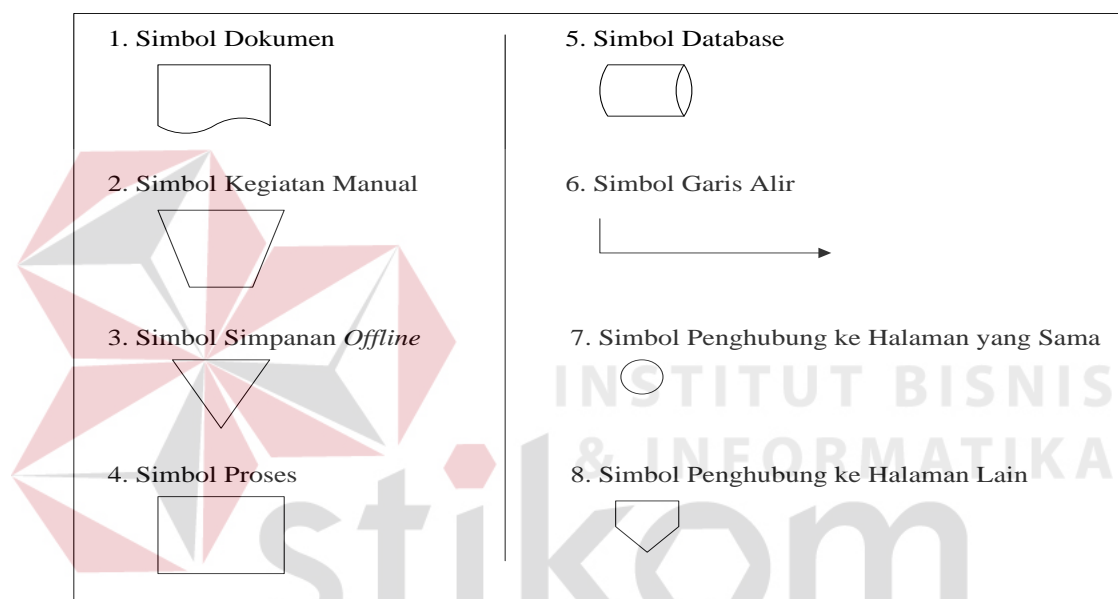 1. Simbol Dokumen
2. Simbol Kegiatan Manual
3. Simbol Simpanan Offline
4. Simbol Proses
5. Simbol Database
6. Simbol Garis Alir
7. Simbol Penghubung ke Halaman yang Sama
8. Simbol Penghubung ke Halaman Lain
INSTITUT BISNIS
& INFORMATIKA
stikom